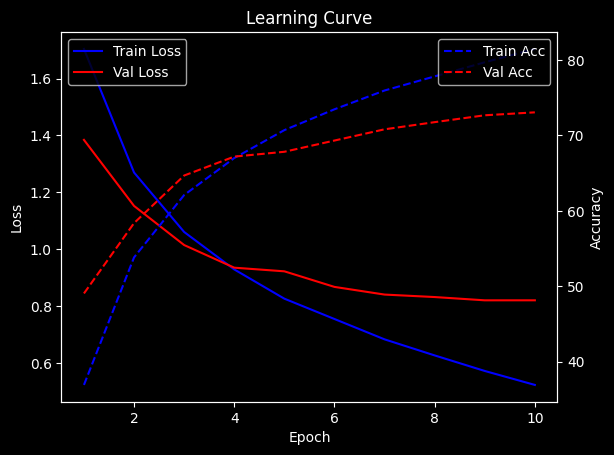 Learning Curve
Train Loss
Val Loss
Train Acc
Val Acc
1.6
1.4
1.2
1.0
0.8
0.6
Loss
80
70
60
50
40
Accuracy
2 4 6 8 10
Epoch